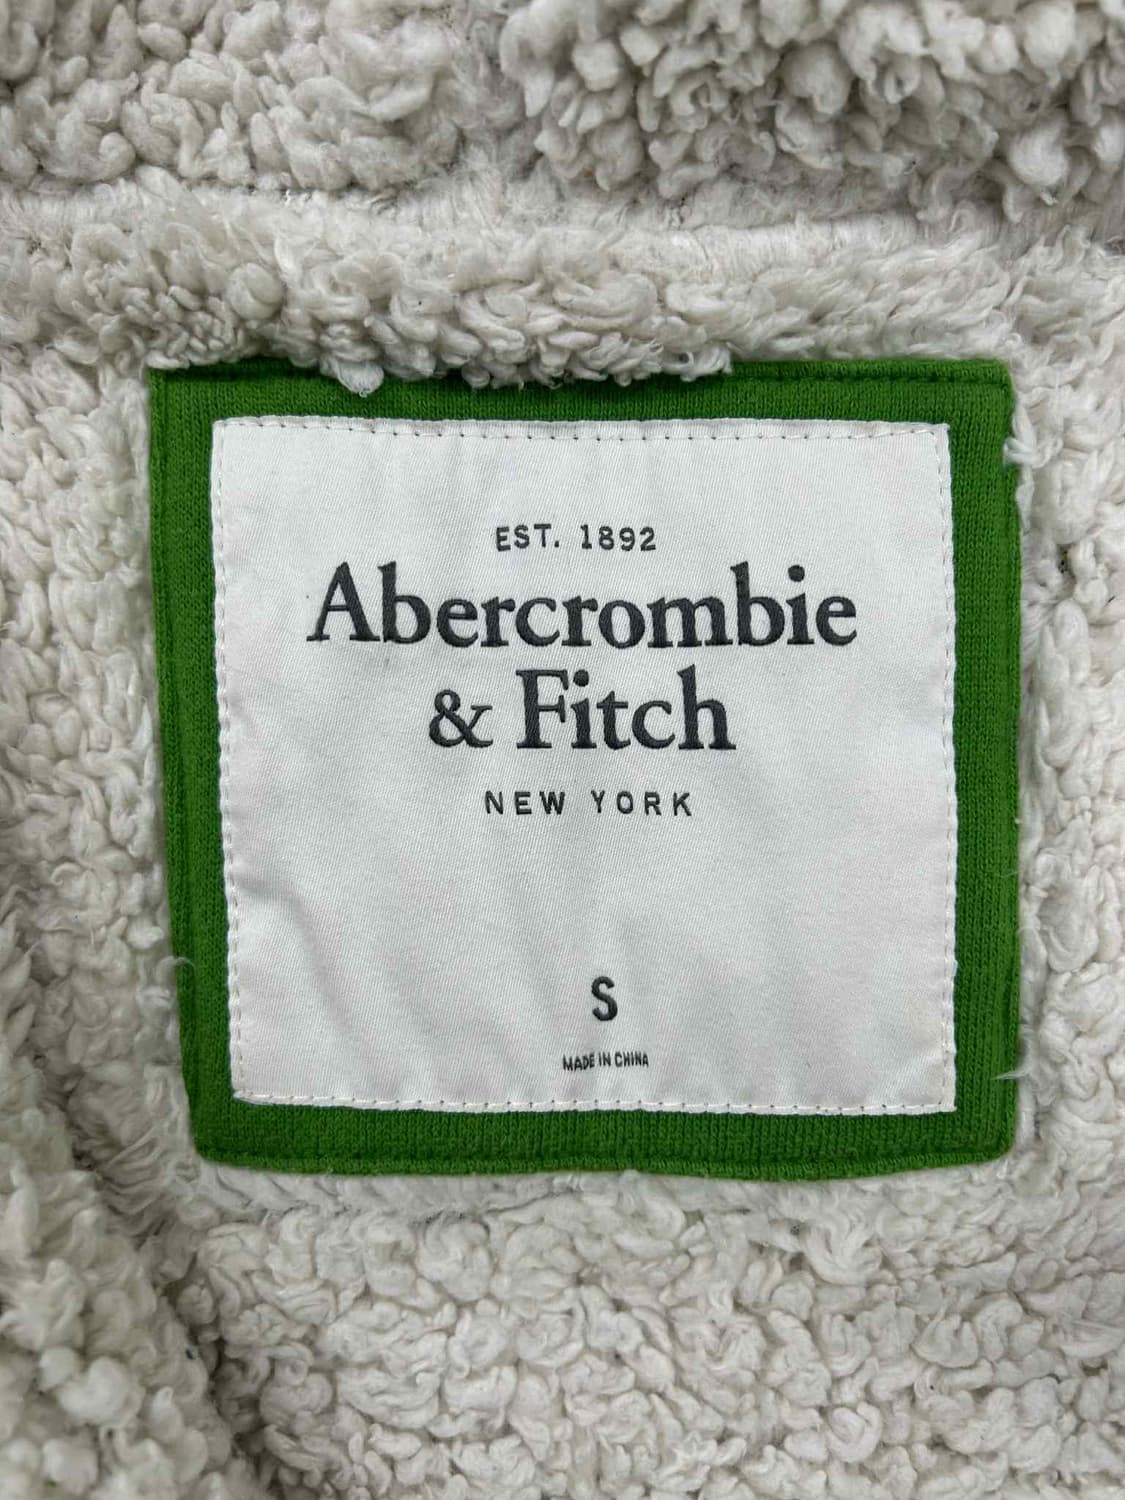 EST. 1892
Abercrombie
& Fitch
NEW YORK
S
MADE IN CHINA